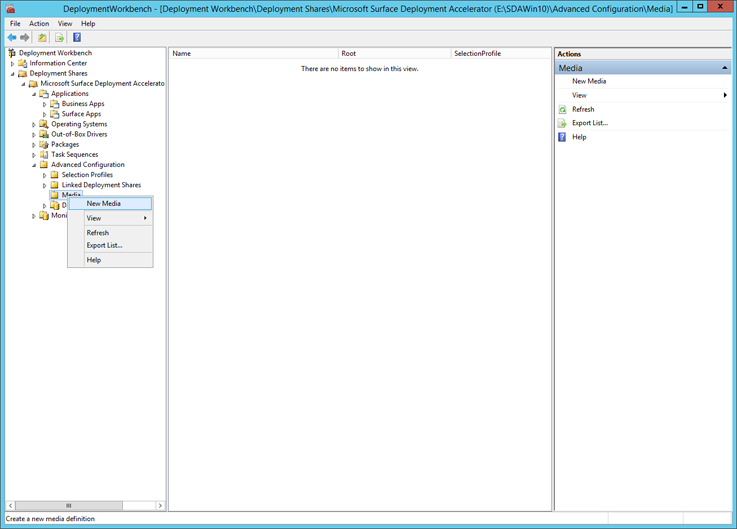 DeploymentWorkbench - [Deployment Workbench\Deployment Shares\Microsoft Surface Deployment Accelerator (E:\SDAWin10)\Advanced Configuration\Media]
File Action View Help
Deployment Workbench
Information Center
Deployment Shares
Microsoft Surface Deployment Accelerato
Applications
Business Apps
Surface Apps
Operating Systems
Out-of-Box Drivers
Packages
Task Sequences
Advanced Configuration
Selection Profiles
Linked Deployment Shares
Media
D
Moni
New Media
View
Refresh
Export List...
Help
Name Root SelectionProfile
There are no items to show in this view.
Actions
Media
New Media
View
Refresh
Export List...
Help
Create a new media definition